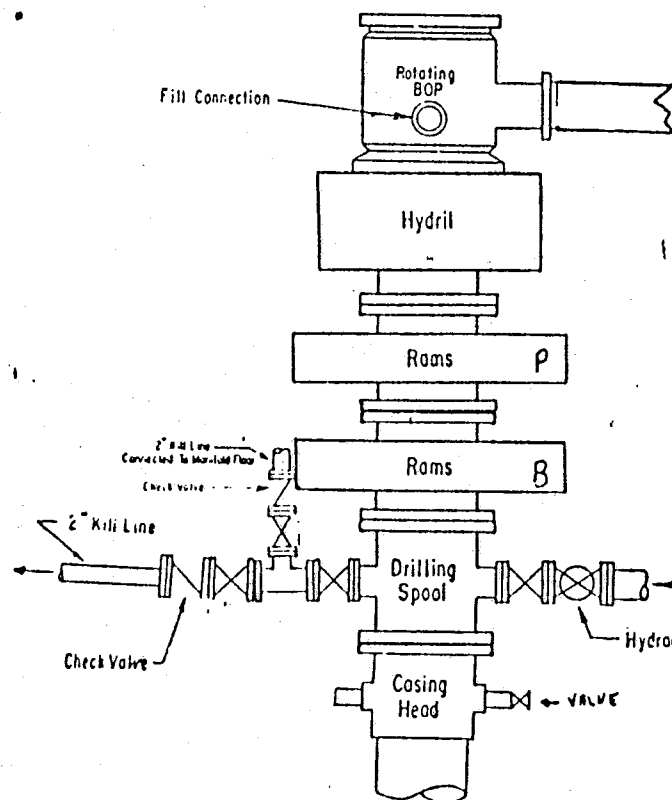 Rotating
BOP
Fill Connection
Hydril
Rams P
2" Kill Line
Connected To Manifold Floor
Check Valve
Rams B
2" Kill Line
Drilling
Spool
Check Valve
Casing
Head
VALVE